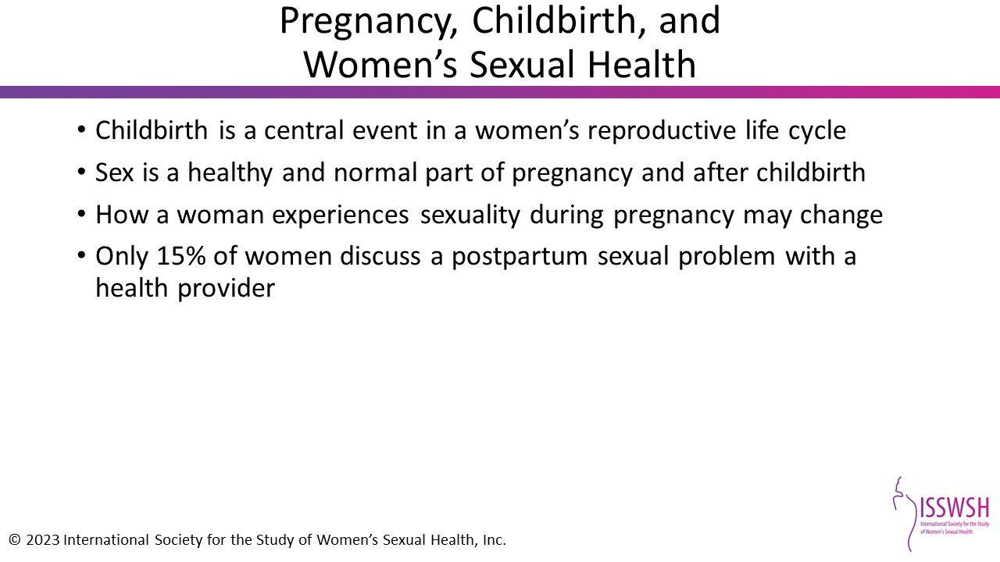 Pregnancy, Childbirth, and
Women’s Sexual Health
• Childbirth is a central event in a women’s reproductive life cycle
• Sex is a healthy and normal part of pregnancy and after childbirth
• How a woman experiences sexuality during pregnancy may change
• Only 15% of women discuss a postpartum sexual problem with a
health provider
ISSWSH
International Society for the Study
of Women’s Sexual Health
© 2023 International Society for the Study of Women’s Sexual Health, Inc.